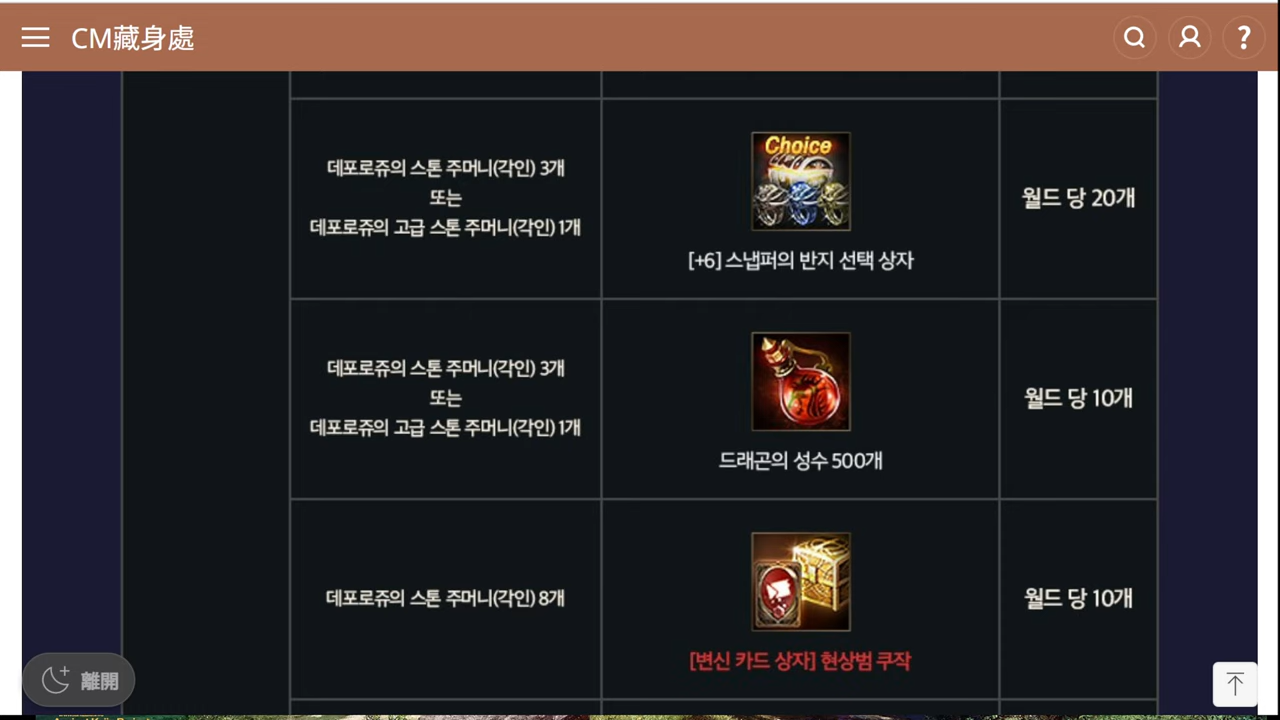 CM藏身處
데포로쥬의 스톤 주머니(각인) 3개
또는
데포로쥬의 고급 스톤 주머니(각인) 1개
Choice
[+6] 스냅퍼의 반지 선택 상자
월드 당 20개
데포로쥬의 스톤 주머니(각인) 3개
또는
데포로쥬의 고급 스톤 주머니(각인) 1개
드래곤의 성수 500개
월드 당 10개
데포로쥬의 스톤 주머니(각인) 8개
[변신 카드 상자] 현상범 쿠작
월드 당 10개
離開